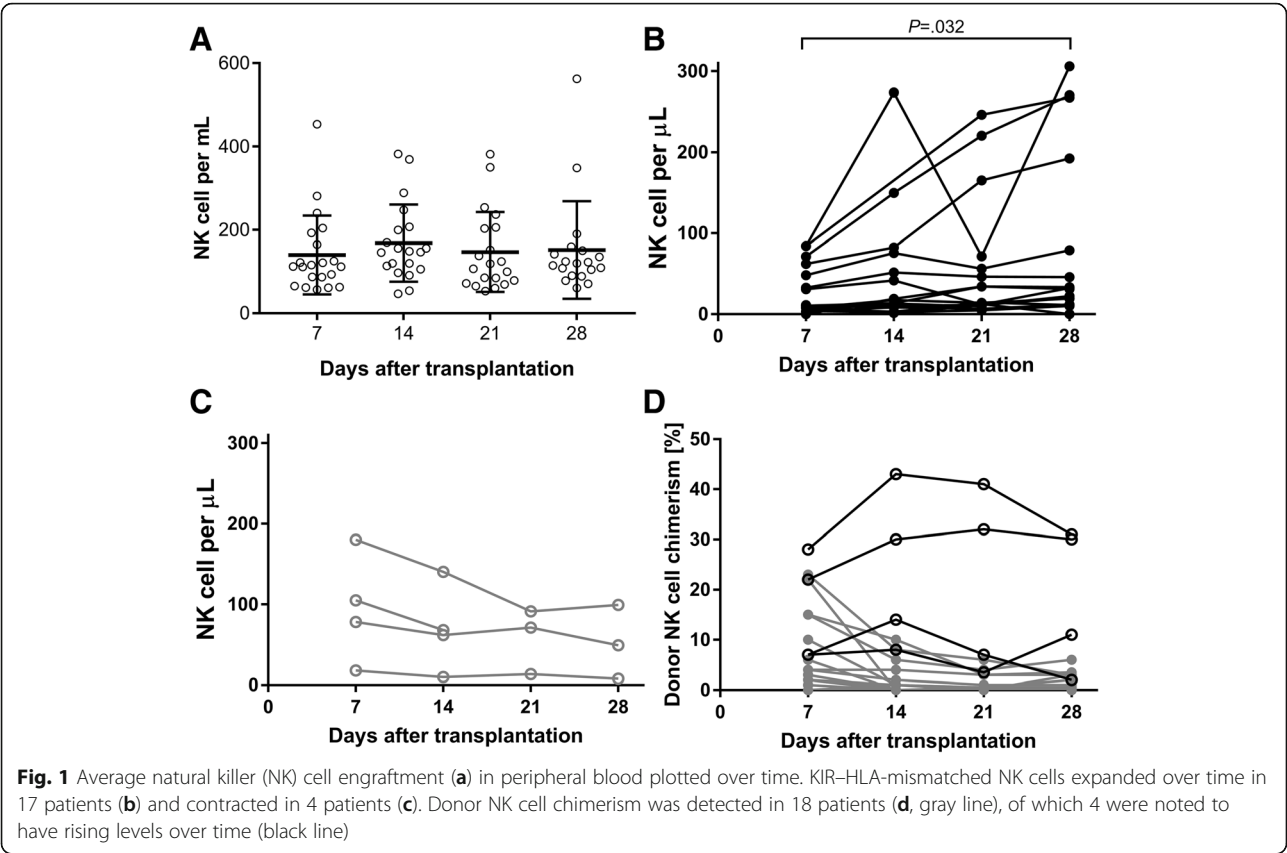 A
NK cell per mL
600
400
200
0
7 14 21 28
Days after transplantation
B
P=.032
NK cell per µL
300
200
100
0
0 7 14 21 28
Days after transplantation
C
NK cell per µL
300
200
100
0
0 7 14 21 28
Days after transplantation
D
Donor NK cell chimerism [%]
50
40
30
20
10
0
0 7 14 21 28
Days after transplantation
Fig. 1 Average natural killer (NK) cell engraftment (a) in peripheral blood plotted over time. KIR–HLA-mismatched NK cells expanded over time in
17 patients (b) and contracted in 4 patients (c). Donor NK cell chimerism was detected in 18 patients (d, gray line), of which 4 were noted to
have rising levels over time (black line)